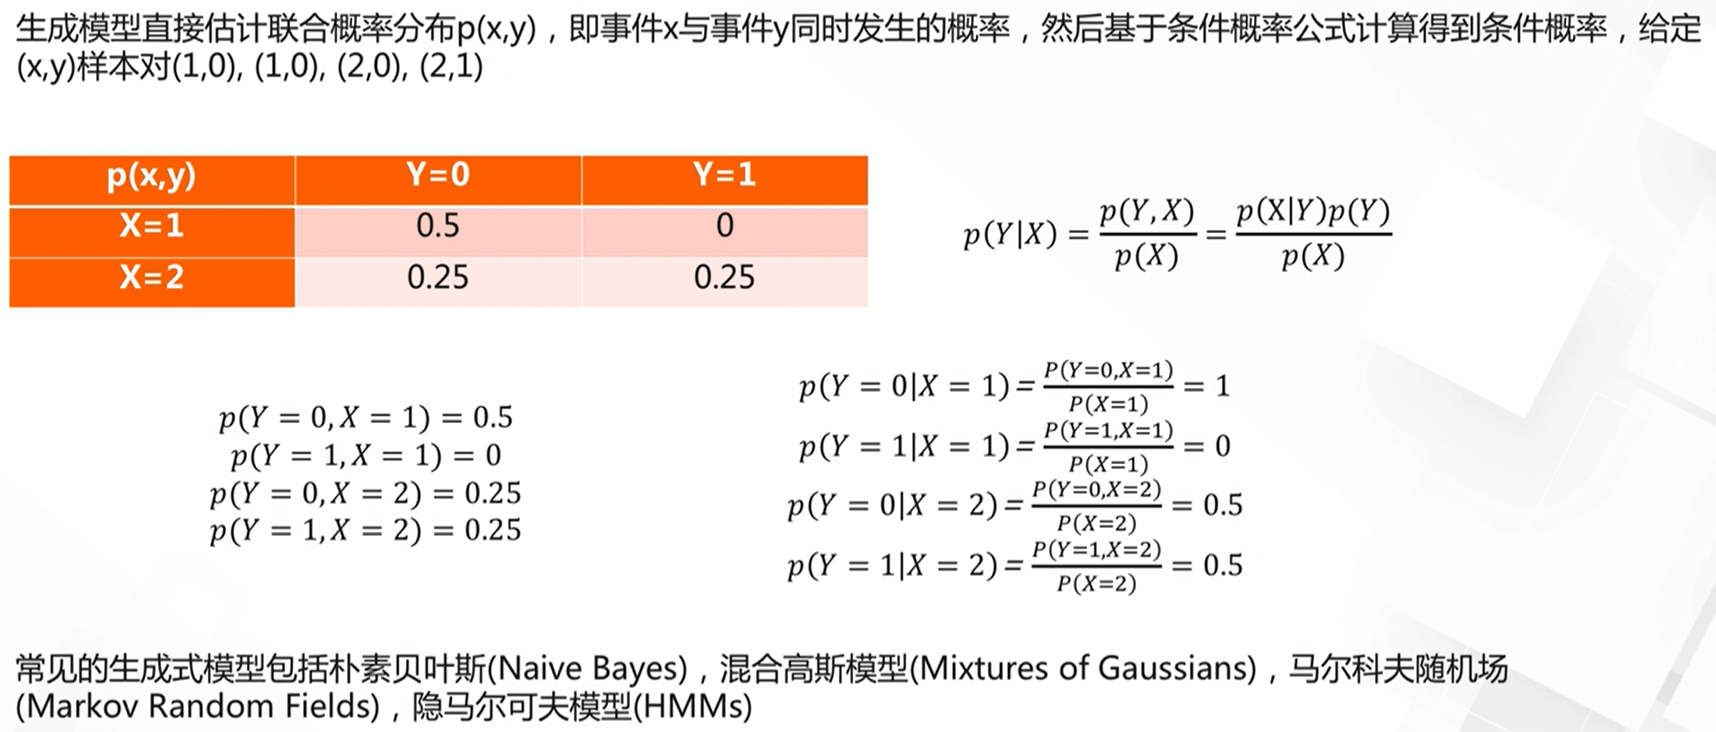 生成模型直接估计联合概率分布p(x,y)，即事件x与事件y同时发生的概率，然后基于条件概率公式计算得到条件概率，给定
(x,y)样本对(1,0), (1,0), (2,0), (2,1)
p(x,y) Y=0 Y=1
X=1 0.5 0
X=2 0.25 0.25
p(Y|X) = p(Y,X)/p(X) = p(X|Y)p(Y)/p(X)
p(Y = 0,X = 1) = 0.5
p(Y = 1,X = 1) = 0
p(Y = 0,X = 2) = 0.25
p(Y = 1,X = 2) = 0.25
p(Y = 0|X = 1) = P(Y=0,X=1)/P(X=1) = 1
p(Y = 1|X = 1) = P(Y=1,X=1)/P(X=1) = 0
p(Y = 0|X = 2) = P(Y=0,X=2)/P(X=2) = 0.5
p(Y = 1|X = 2) = P(Y=1,X=2)/P(X=2) = 0.5
常见的生成式模型包括朴素贝叶斯(Naive Bayes)，混合高斯模型(Mixtures of Gaussians)，马尔科夫随机场
(Markov Random Fields)，隐马尔可夫模型(HMMs)